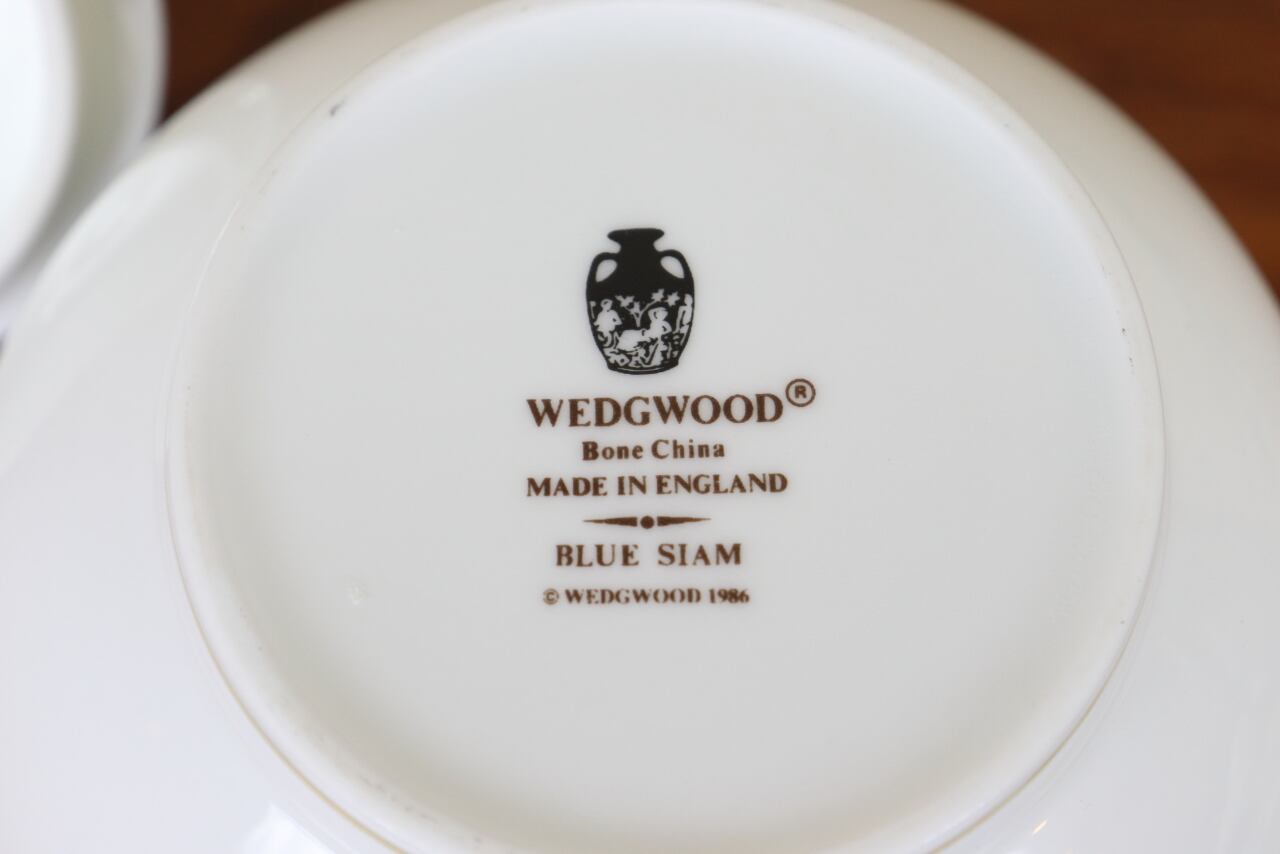 WEDGWOOD®
Bone China
MADE IN ENGLAND
BLUE SIAM
© WEDGWOOD 1986